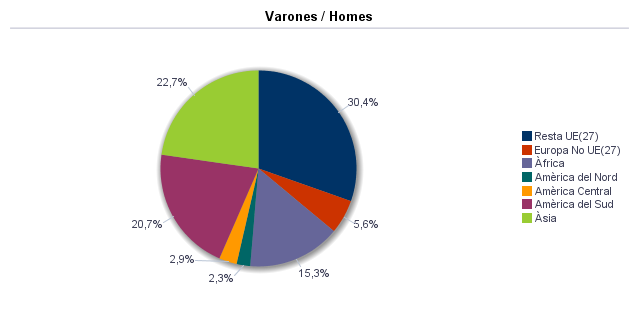 Varones / Homes
22,7%
30,4%
20,7%
5,6%
2,9%
2,3%
15,3%
Resta UE(27)
Europa No UE(27)
Àfrica
Amèrica del Nord
Amèrica Central
Amèrica del Sud
Àsia